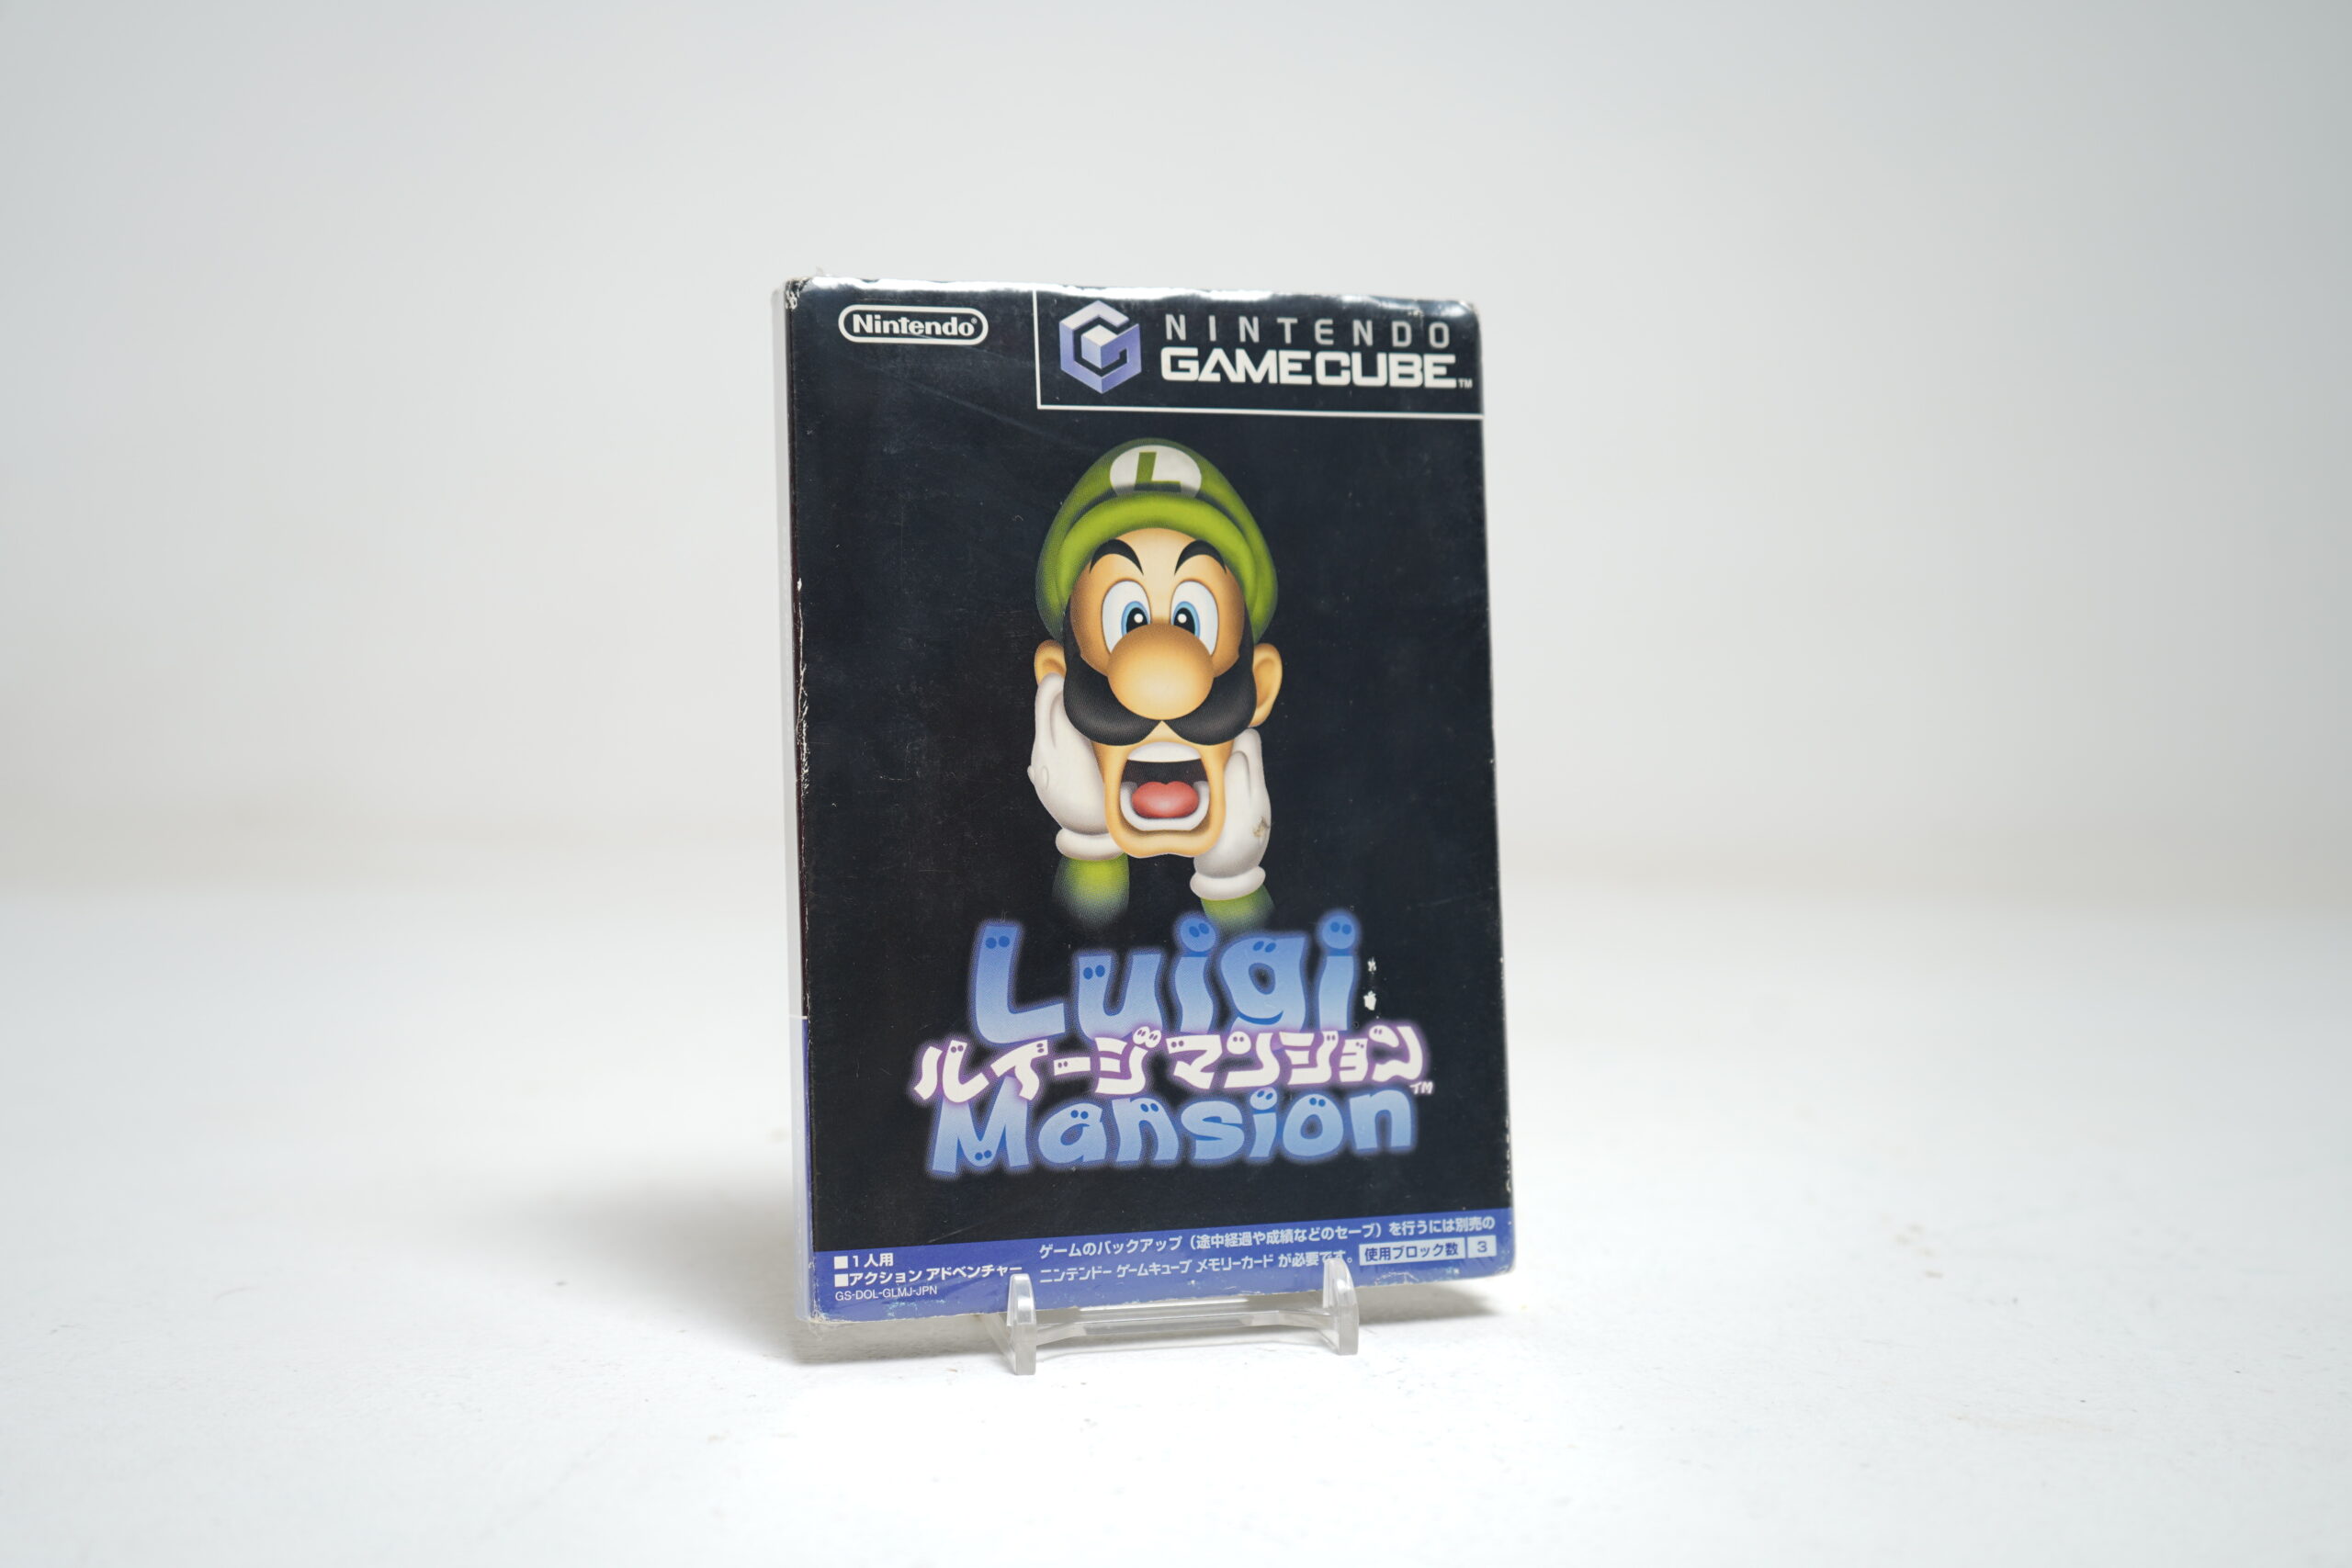 Nintendo®
NINTENDO
GAMECUBE™
L
Luigi
ルイージマンション™
Mansion
■1人用
■アクション アドベンチャー
GS-DOL-GLMJ-JPN
ゲームのバックアップ（途中経過や成績などのセーブ）を行うには別売の
ニンテンドー ゲームキューブ メモリーカード が必要です。 使用ブロック数 3